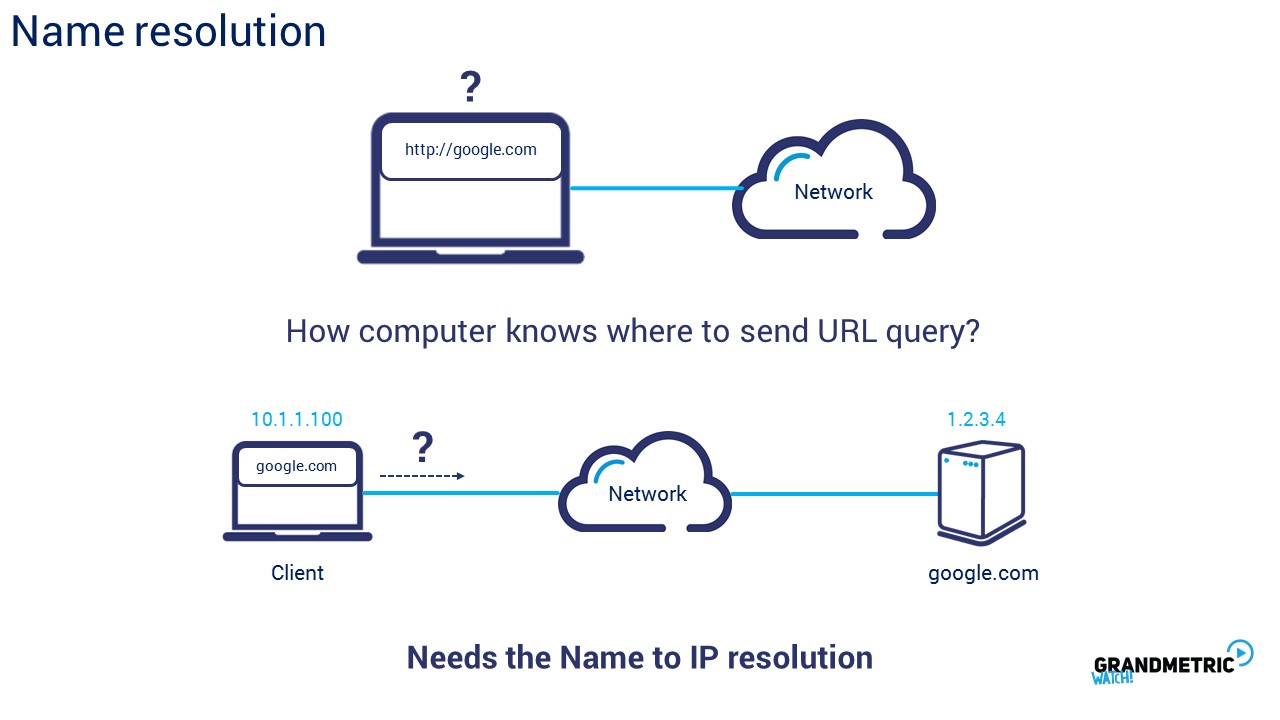 Name resolution
?
http://google.com
Network
How computer knows where to send URL query?
10.1.1.100
1.2.3.4
?
google.com
Network
Client
google.com
Needs the Name to IP resolution
GRANDMETRIC
WATCH!